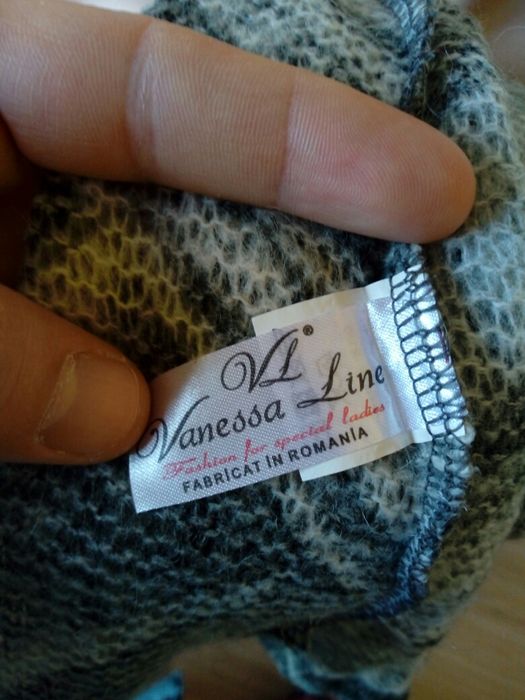 VL®
Vanessa Line
Fashion for special ladies
FABRICAT IN ROMANIA